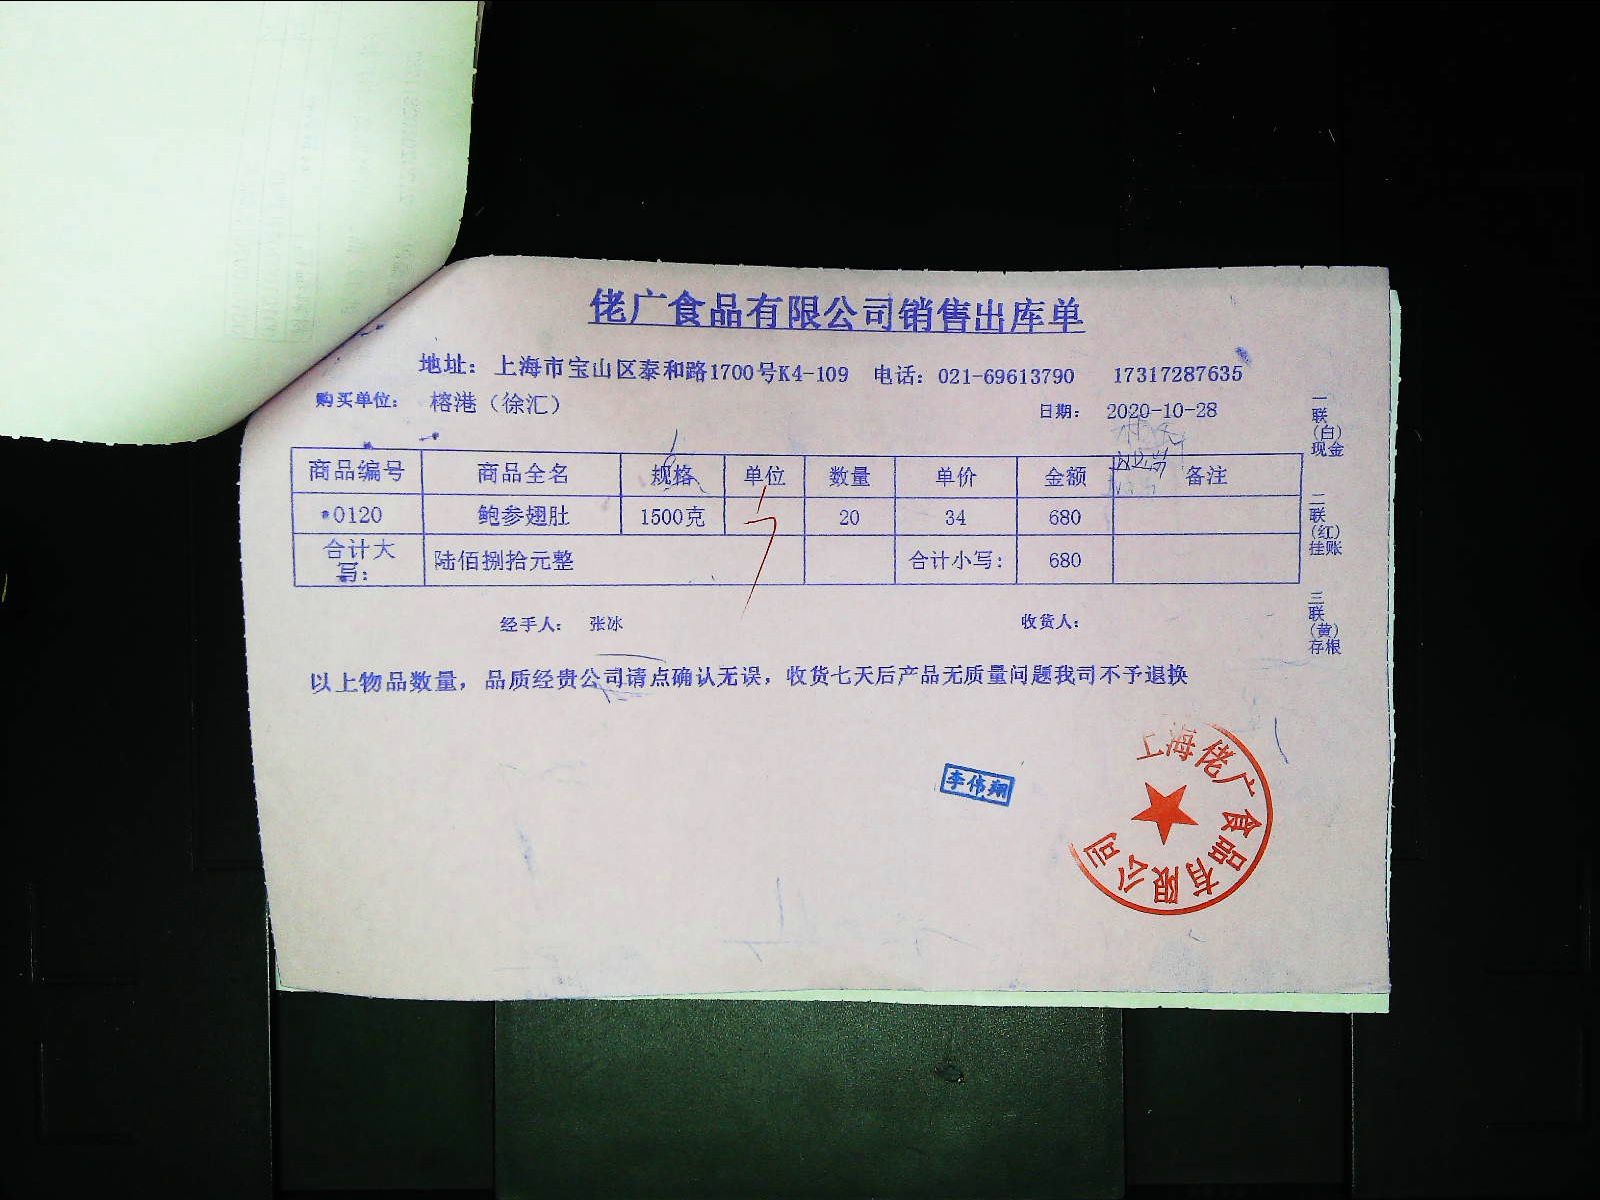 佬广食品有限公司销售出库单
地址: 上海市宝山区泰和路1700号K4-109 电话: 021-69613790 17317287635
购买单位: 榕港（徐汇） 日期: 2020-10-28
商品编号 商品全名 规格 单位 数量 单价 金额 备注
0120 鲍参翅肚 1500克 20 34 680
合计大写: 陆佰捌拾元整 合计小写: 680
经手人: 张冰 收货人:
以上物品数量，品质经贵公司请点确认无误，收货七天后产品无质量问题我司不予退换
一联（白）现金
二联（红）挂账
三联（黄）存根
李伟翔
上海佬广食品有限公司